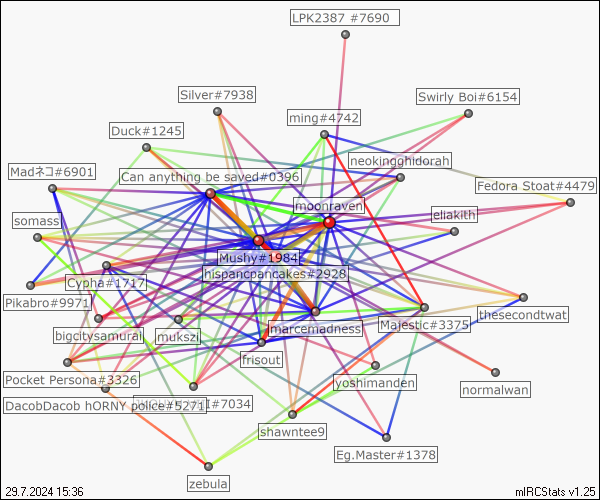 LPK2387 #7690
Silver#7938
Swirly Boi#6154
ming#4742
Duck#1245
neokingghidorah
Madネコ#6901
Can anything be saved#0396
Fedora Stoat#4479
moonraven
somass
eliakith
Mushy#1984
hispancpancakes#2928
Cypha#1717
Pikabro#9971
thesecondtwat
bigcitysamurai
mukszi
marcemadness
Majestic#3375
frisout
Pocket Persona#3326
yoshimanden
normalwan
DacobDacob hORNY police#5271
#7034
shawntee9
Eg.Master#1378
zebula
29.7.2024 15:36
mIRCStats v1.25